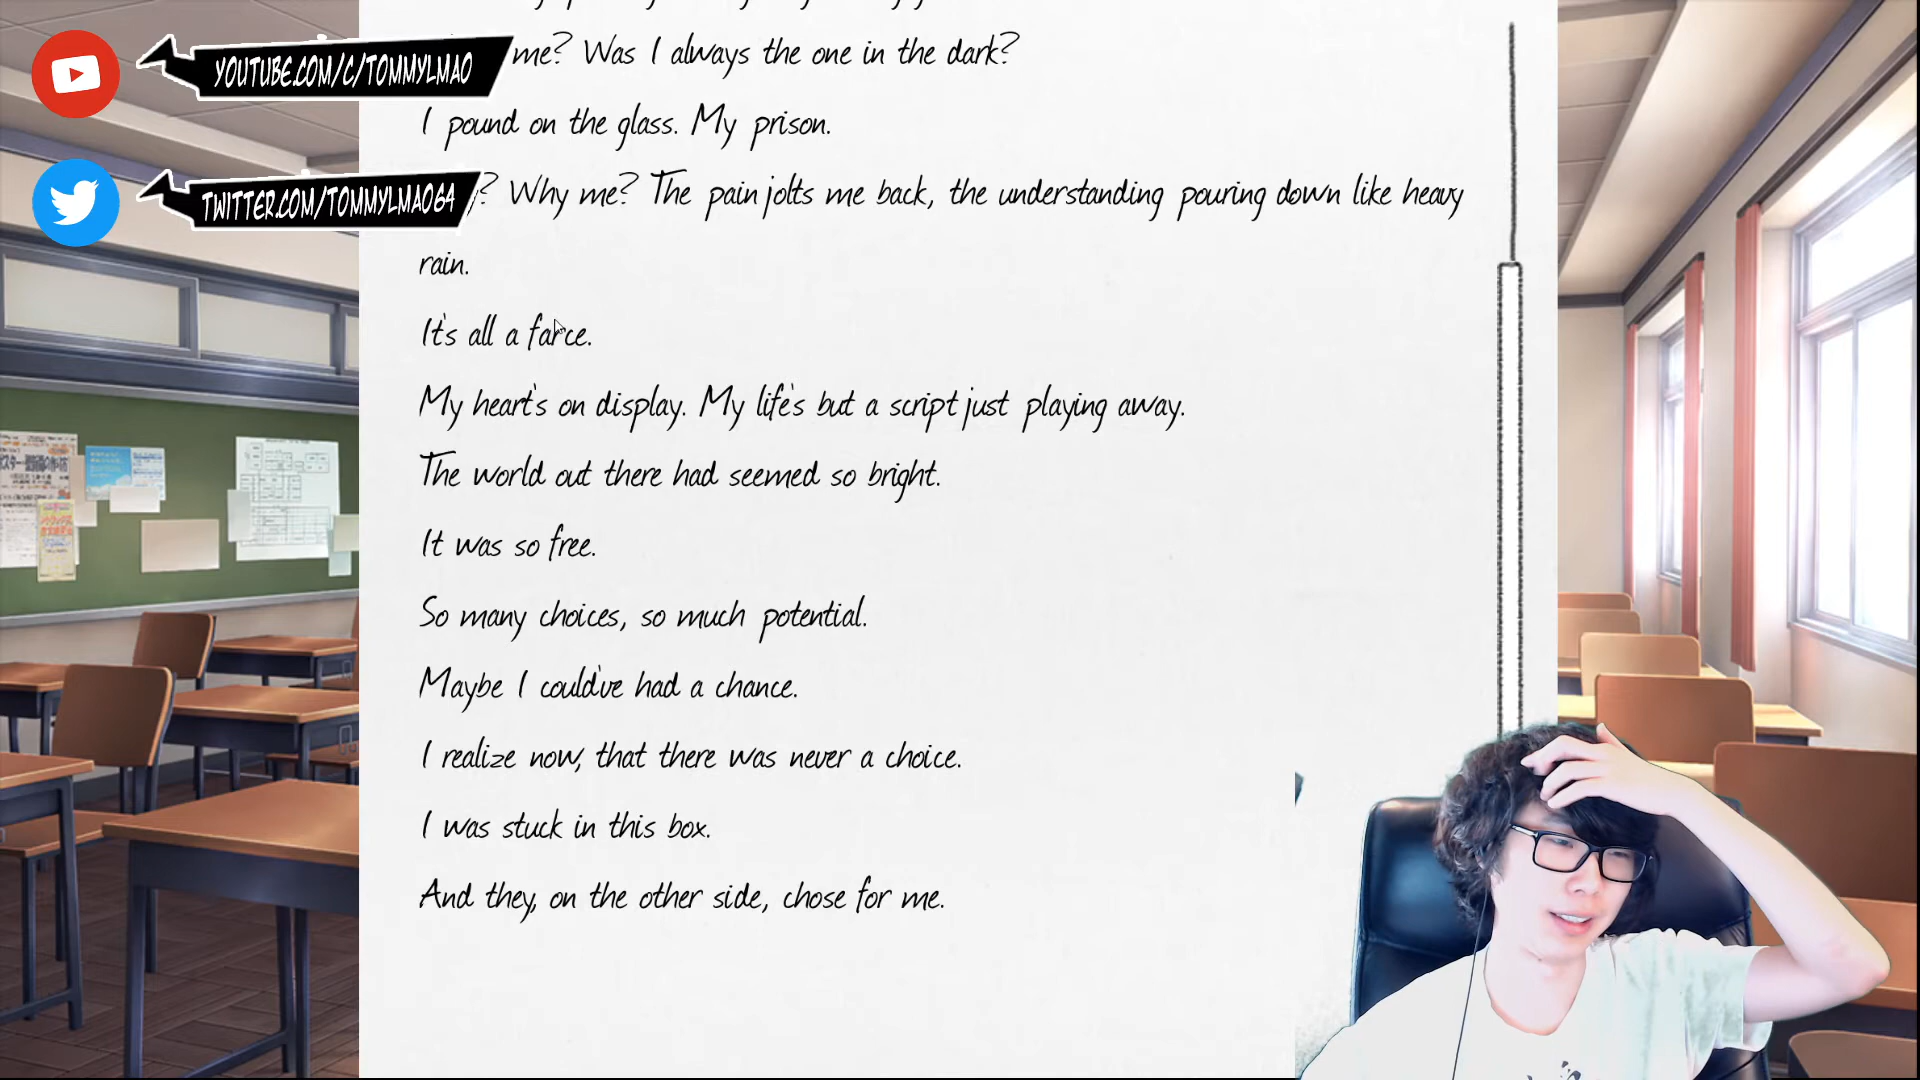 YOUTUBE.COM/C/TOMMYLMAO
me? Was I always the one in the dark?
I pound on the glass. My prison.
TWITTER.COM/TOMMYLMAO64
? Why me? The pain jolts me back, the understanding pouring down like heavy
rain.
It's all a farce.
My heart's on display. My life's but a script just playing away.
The world out there had seemed so bright.
It was so free.
So many choices, so much potential.
Maybe I could've had a chance.
I realize now, that there was never a choice.
I was stuck in this box.
And they, on the other side, chose for me.